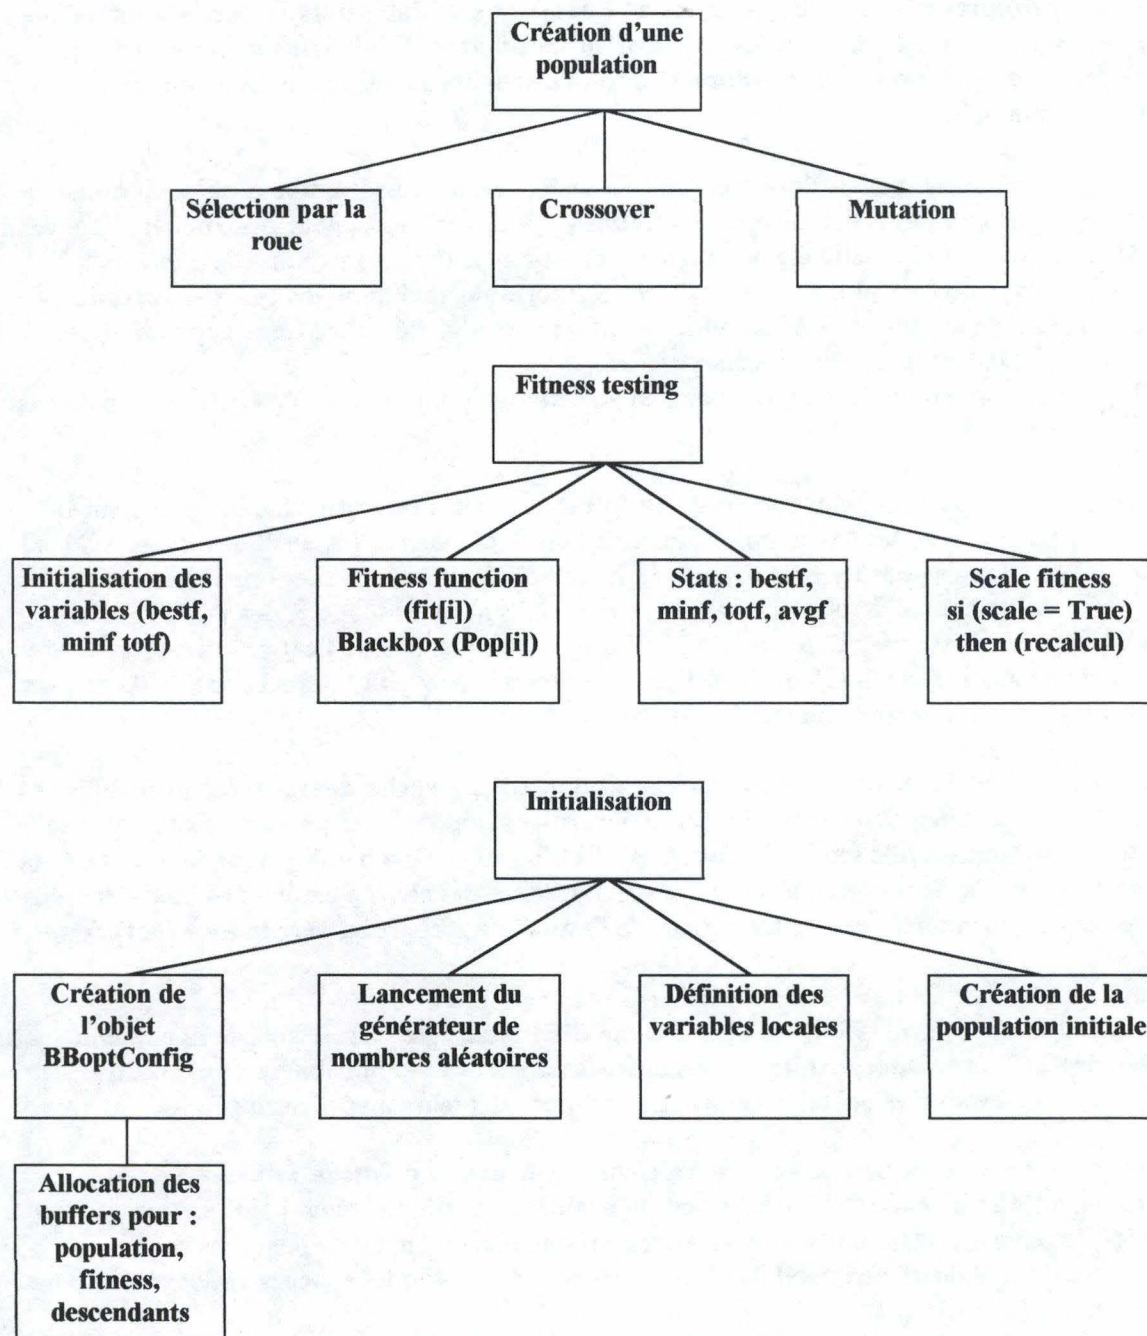 Création d'une
population
Sélection par la
roue
Crossover
Mutation
Fitness testing
Initialisation des
variables (bestf,
minf totf)
Fitness function
(fit[i])
Blackbox (Pop[i])
Stats : bestf,
minf, totf, avgf
Scale fitness
si (scale = True)
then (recalcul)
Initialisation
Création de
l'objet
BBoptConfig
Lancement du
générateur de
nombres aléatoires
Définition des
variables locales
Création de la
population initiale
Allocation des
buffers pour :
population,
fitness,
descendants